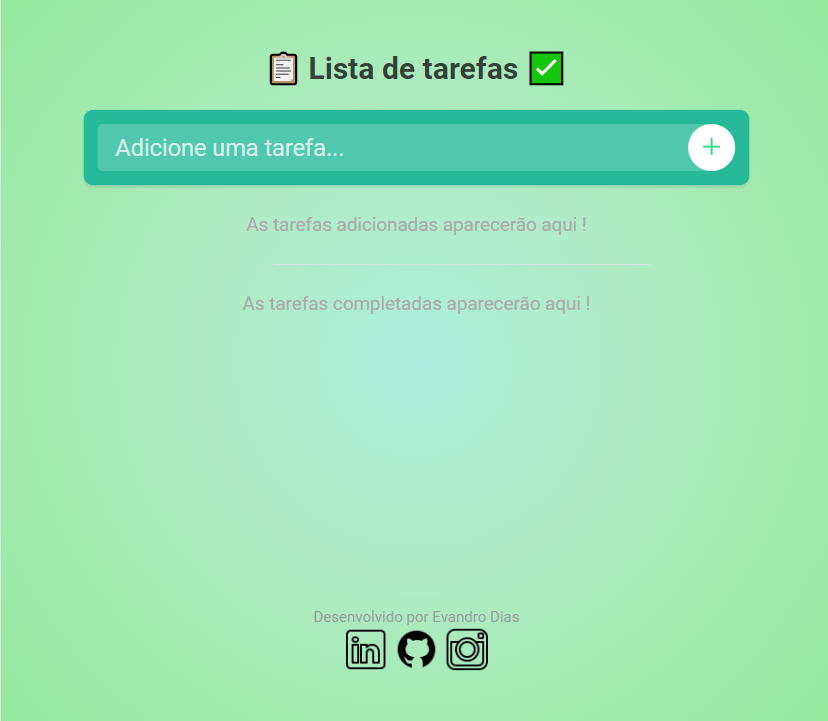 Lista de tarefas
Adicione uma tarefa...
As tarefas adicionadas aparecerão aqui !
As tarefas completadas aparecerão aqui !
Desenvolvido por Evandro Dias
in